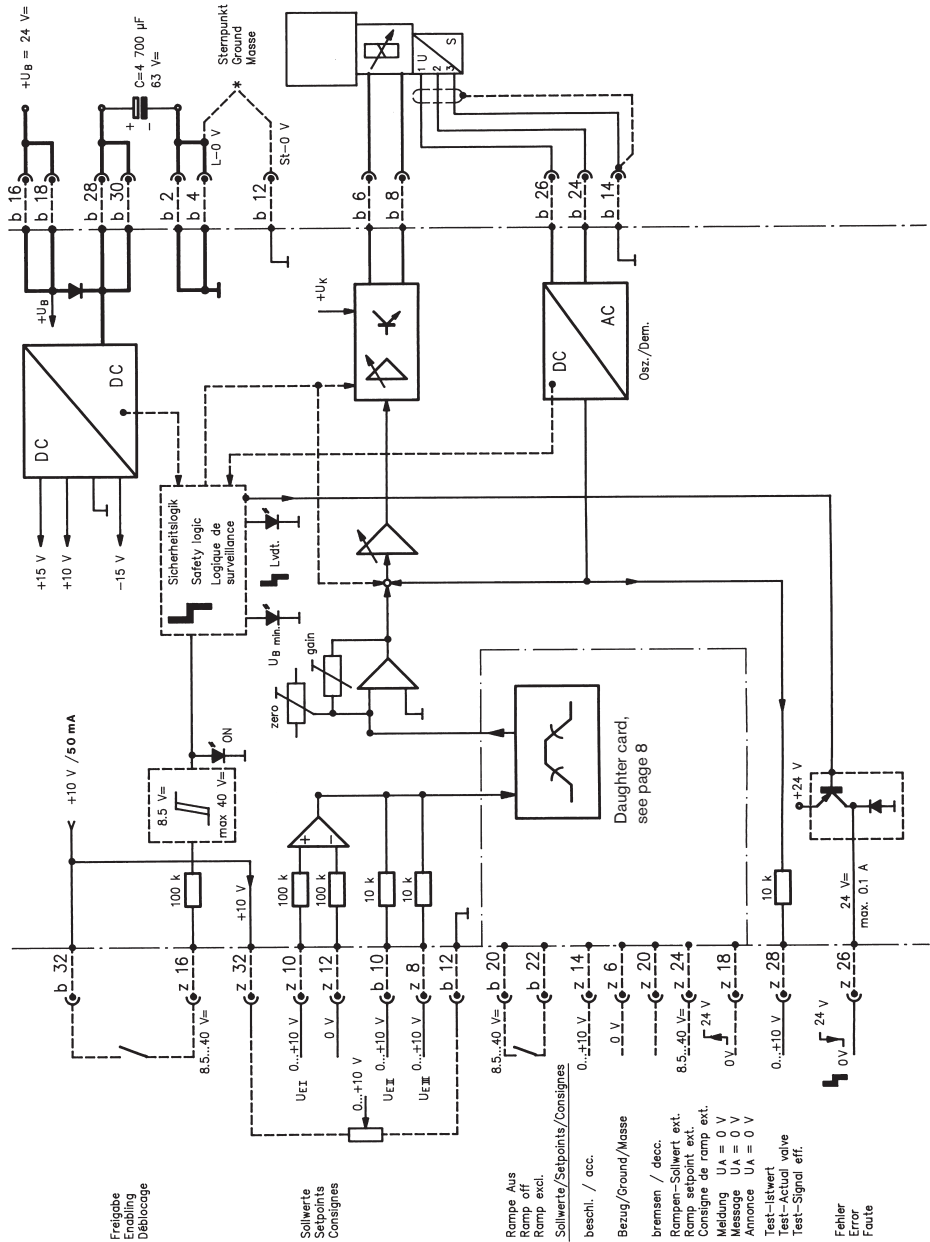 Freigabe
Enabling
Déblocage
b 32
z 16
8.5...40 V=
+10 V /50 mA
100 k
8.5 V=
max 40 V=
ON
z 32
+10 V
Sollwerte
Setpoints
Consignes
0...+10 V
UEI
0...+10 V
z 10
100 k
+
0 V
z 12
100 k
−
UEII
0...+10 V
b 10
10 k
UEIII
0...+10 V
z 8
10 k
b 12
Rampe Aus
Ramp off
Ramp excl.
8.5...40 V=
b 20
b 22
Sollwerte/Setpoints/Consignes
beschl. / acc.
0...+10 V
z 14
Bezug/Ground/Masse
0 V
z 6
bremsen / decc.
z 20
Rampen-Sollwert ext.
Ramp setpoint ext.
Consigne de ramp ext.
8.5...40 V=
z 24
Meldung UA = 0 V
Message UA = 0 V
Annonce UA = 0 V
0V
24 V
z 18
Test-Istwert
Test-Actual valve
Test-Signal eff.
0...+10 V
z 28
10 k
Fehler
Error
Faute
0V
24 V
z 26
24 V=
max. 0.1 A
+24 V
Daughter card,
see page 8
zero
gain
UB min.
Lvdt.
Sicherheitslogik
Safety logic
Logique de
surveillance
+15 V
+10 V
−15 V
DC
DC
+UB
b 16
b 18
+UB = 24 V=
b 28
b 30
+
−
C=4 700 µF
63 V=
b 2
b 4
L-0 V
Sternpunkt
Ground
Masse
*
b 12
St-0 V
+UK
b 6
b 8
DC
AC
Osz./Dem.
b 26
b 24
b 14
1
2
3
U
S